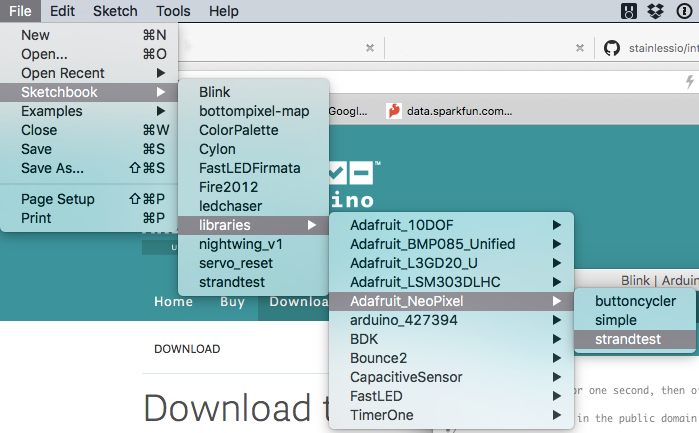 File Edit Sketch Tools Help
New ⌘N
Open... ⌘O
Open Recent
Sketchbook
Examples
Close ⌘W
Save ⌘S
Save As... ⇧⌘S
Page Setup ⇧⌘P
Print ⌘P
Blink
bottompixel-map
ColorPalette
Cylon
FastLEDFirmata
Fire2012
ledchaser
libraries
nightwing_v1
servo_reset
strandtest
Adafruit_10DOF
Adafruit_BMP085_Unified
Adafruit_L3GD20_U
Adafruit_LSM303DLHC
Adafruit_NeoPixel
arduino_427394
BDK
Bounce2
CapacitiveSensor
FastLED
TimerOne
buttoncycler
simple
strandtest
stainlessio/int
Googl...
data.sparkfun.com...
ino
TM
Home Buy Downloa
DOWNLOAD
Download t
Blink | Arduin
or one second, then of
in the public domain